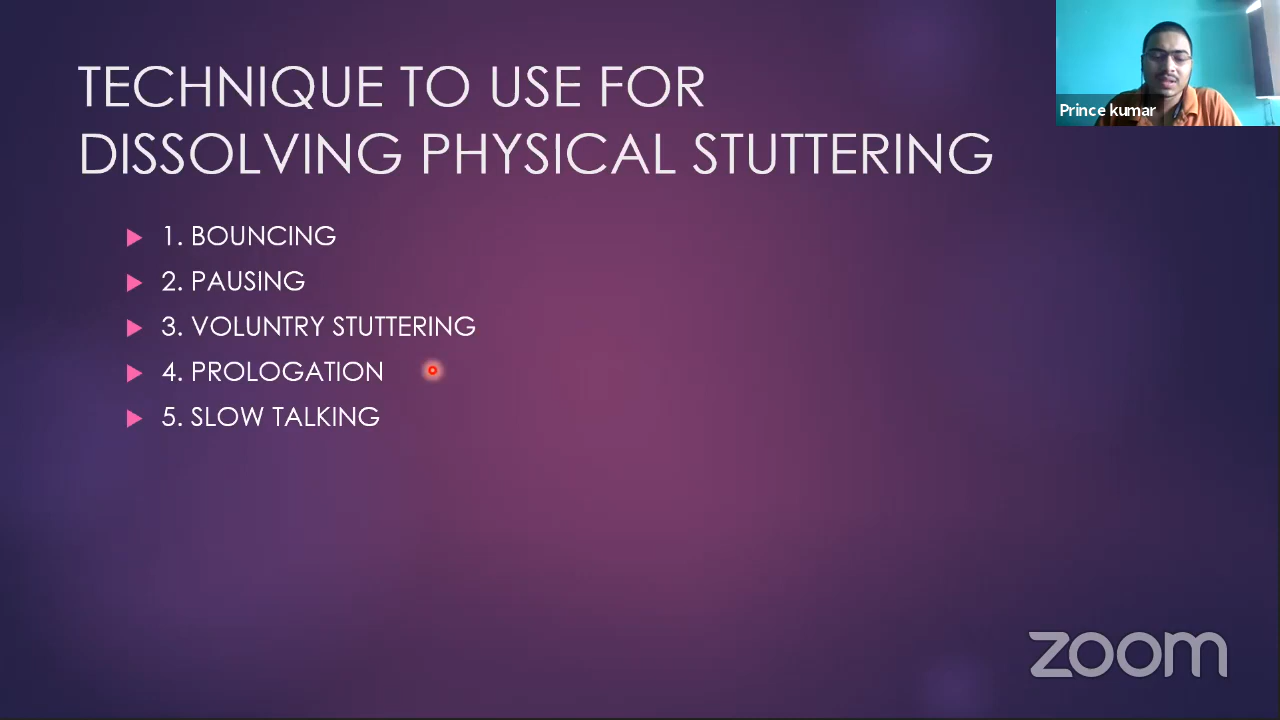 TECHNIQUE TO USE FOR
DISSOLVING PHYSICAL STUTTERING
1. BOUNCING
2. PAUSING
3. VOLUNTRY STUTTERING
4. PROLOGATION
5. SLOW TALKING
Prince kumar
zoom